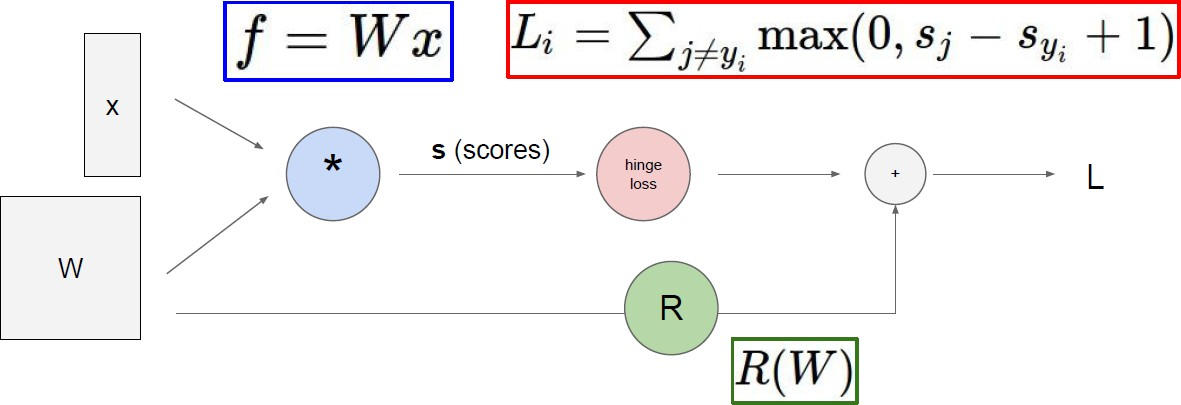 f = Wx
L_i = ∑_{j≠y_i} max(0, s_j − s_{y_i} + 1)
x
*
s (scores)
hinge
loss
+
L
W
R
R(W)